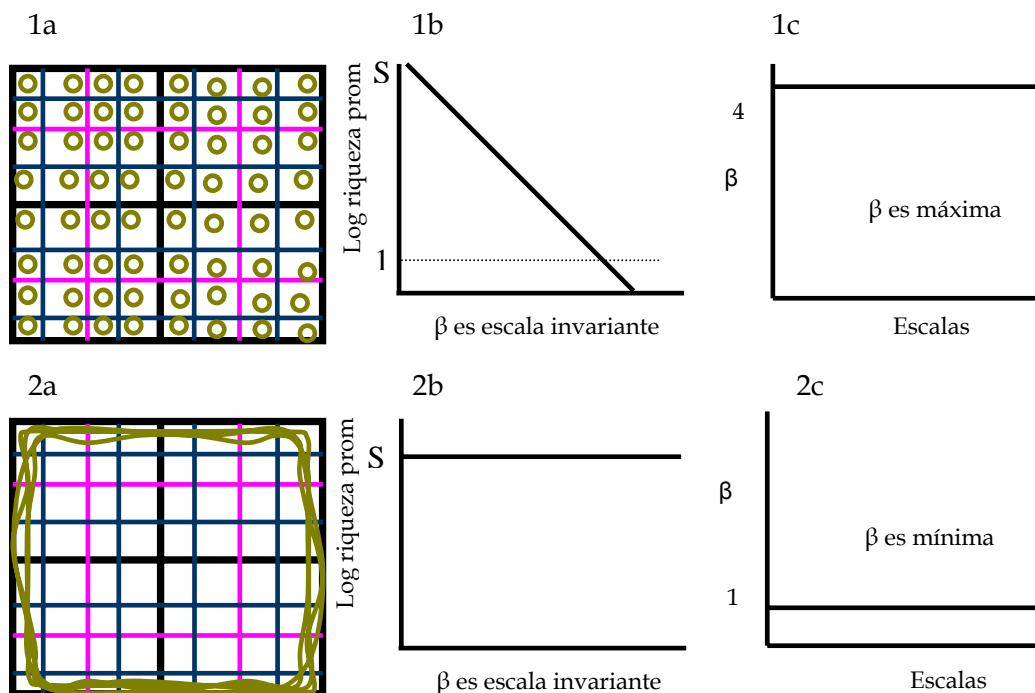 1a
1b
1c
S
Log riqueza prom
1
β es escala invariante
4
β
β es máxima
Escalas
2a
2b
2c
S
Log riqueza prom
β es escala invariante
β
β es mínima
1
Escalas